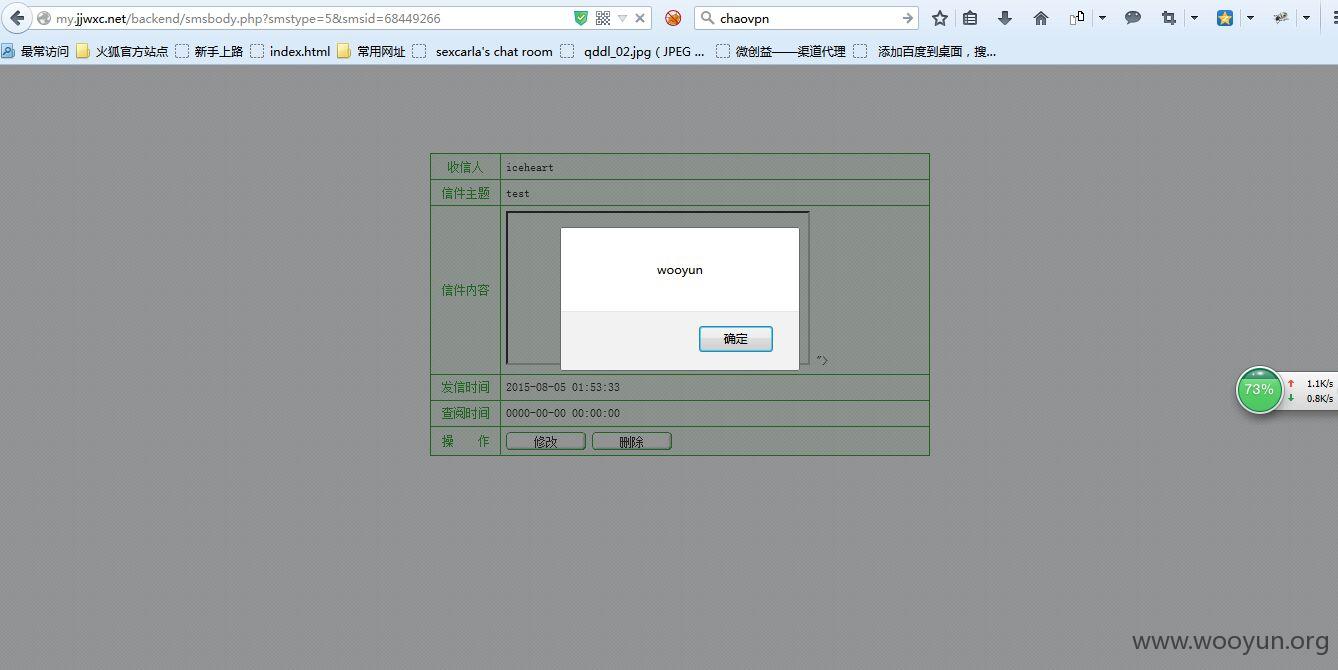 my.jjwxc.net/backend/smsbody.php?smstype=5&smsid=68449266
chaovpn
最常访问 火狐官方站点 新手上路 index.html 常用网址 sexcarla's chat room qddl_02.jpg ( JPEG ... 微创益——渠道代理 添加百度到桌面，搜...
收信人 iceheart
信件主题 test
信件内容
wooyun
确定
">
发信时间 2015-08-05 01:53:33
查阅时间 0000-00-00 00:00:00
操 作 修改 删除
73%
1.1K/s
0.8K/s
www.wooyun.org